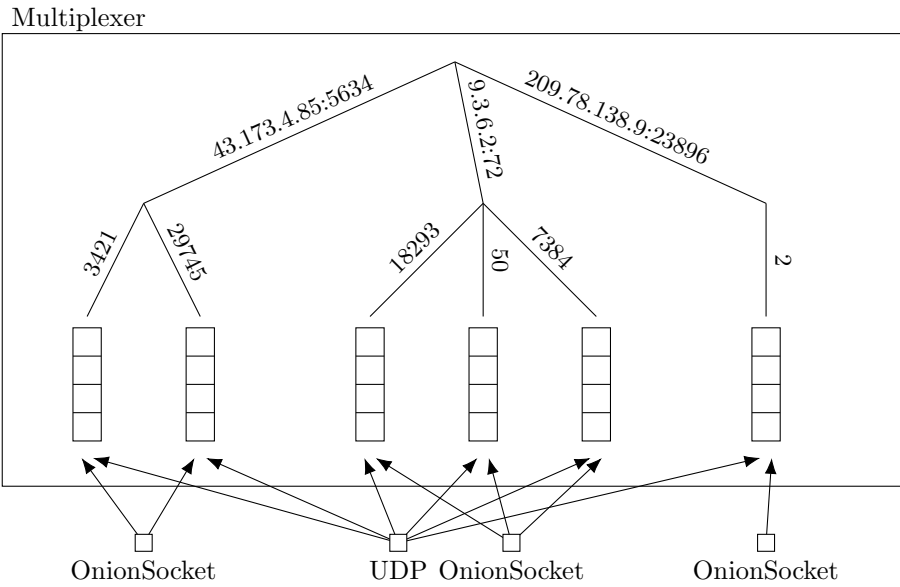 Multiplexer
43.173.4.85:5634
9.3.6.2:72
209.78.138.9:23896
3421
29745
18293
50
7384
2
OnionSocket
UDP
OnionSocket
OnionSocket